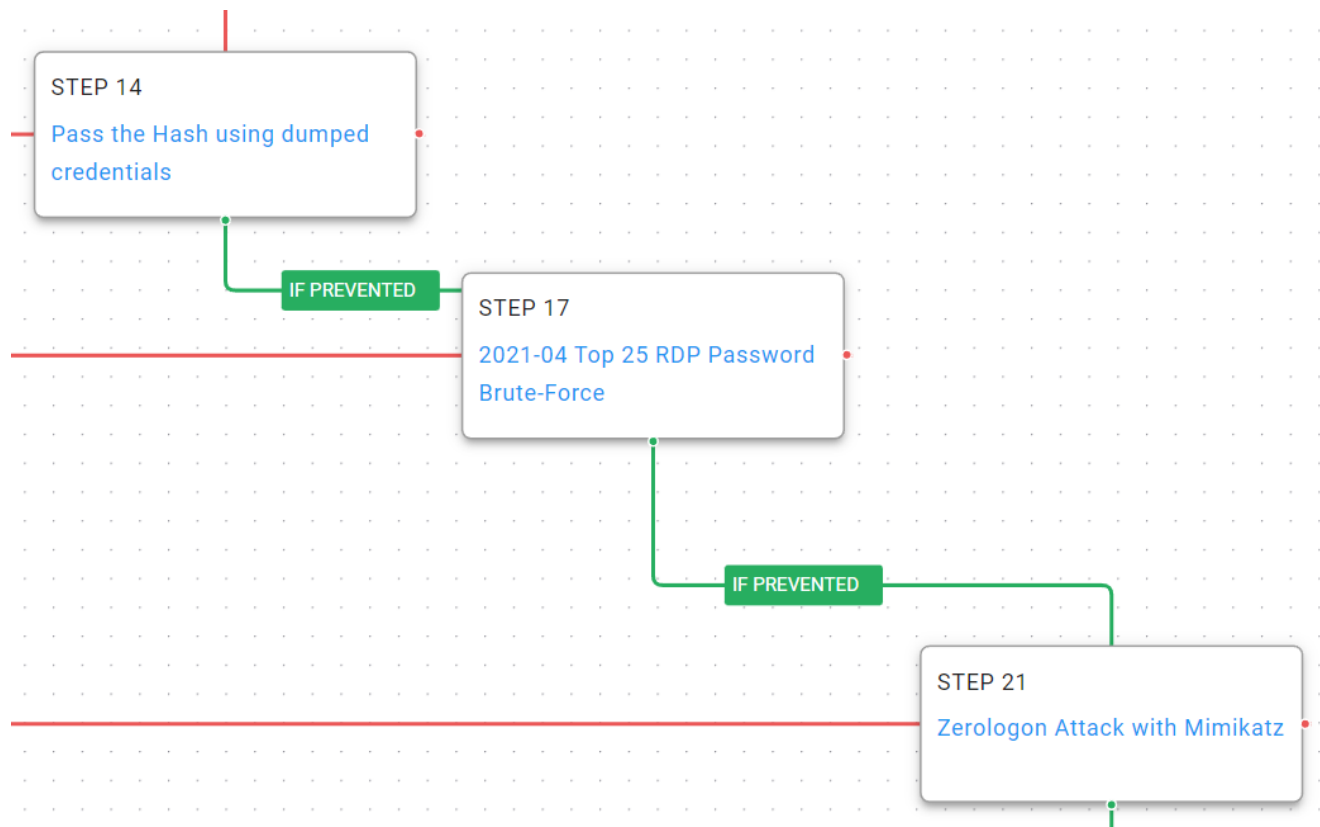 STEP 14
Pass the Hash using dumped
credentials
IF PREVENTED
STEP 17
2021-04 Top 25 RDP Password
Brute-Force
IF PREVENTED
STEP 21
Zerologon Attack with Mimikatz